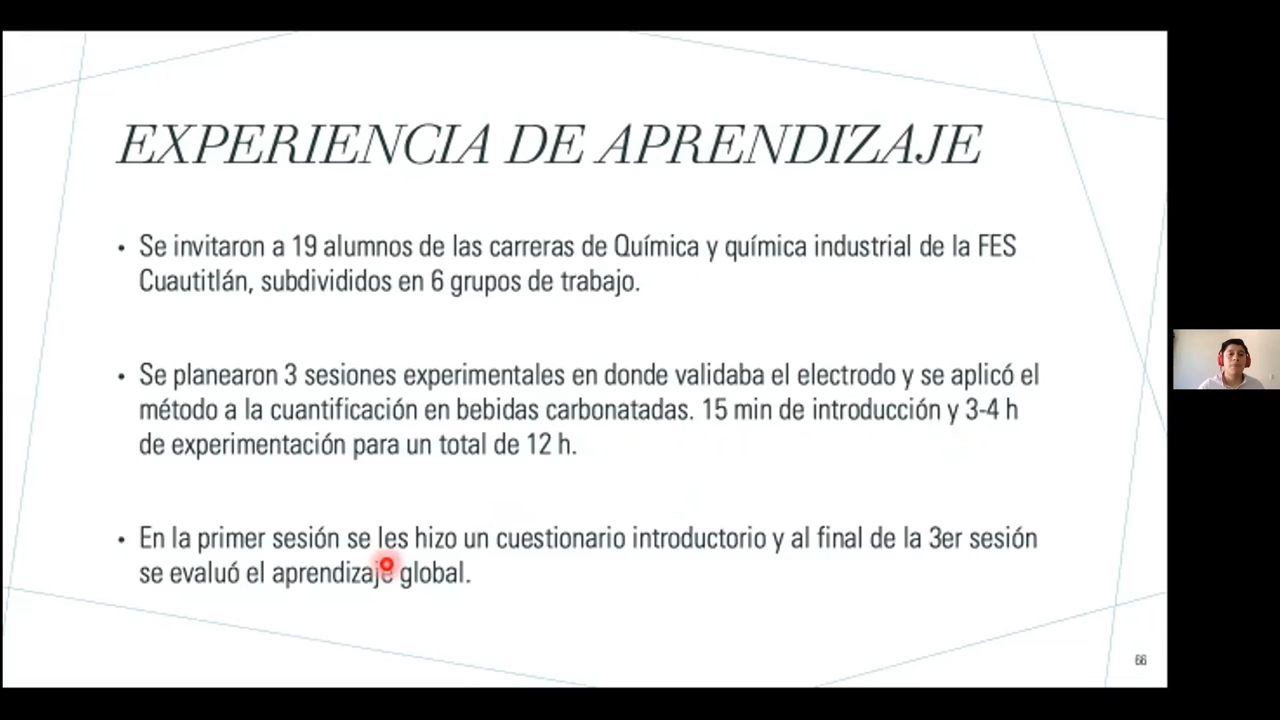 EXPERIENCIA DE APRENDIZAJE
• Se invitaron a 19 alumnos de las carreras de Química y química industrial de la FES
Cuautitlán, subdivididos en 6 grupos de trabajo.
• Se planearon 3 sesiones experimentales en donde validaba el electrodo y se aplicó el
método a la cuantificación en bebidas carbonatadas. 15 min de introducción y 3-4 h
de experimentación para un total de 12 h.
• En la primer sesión se les hizo un cuestionario introductorio y al final de la 3er sesión
se evaluó el aprendizaje global.
66